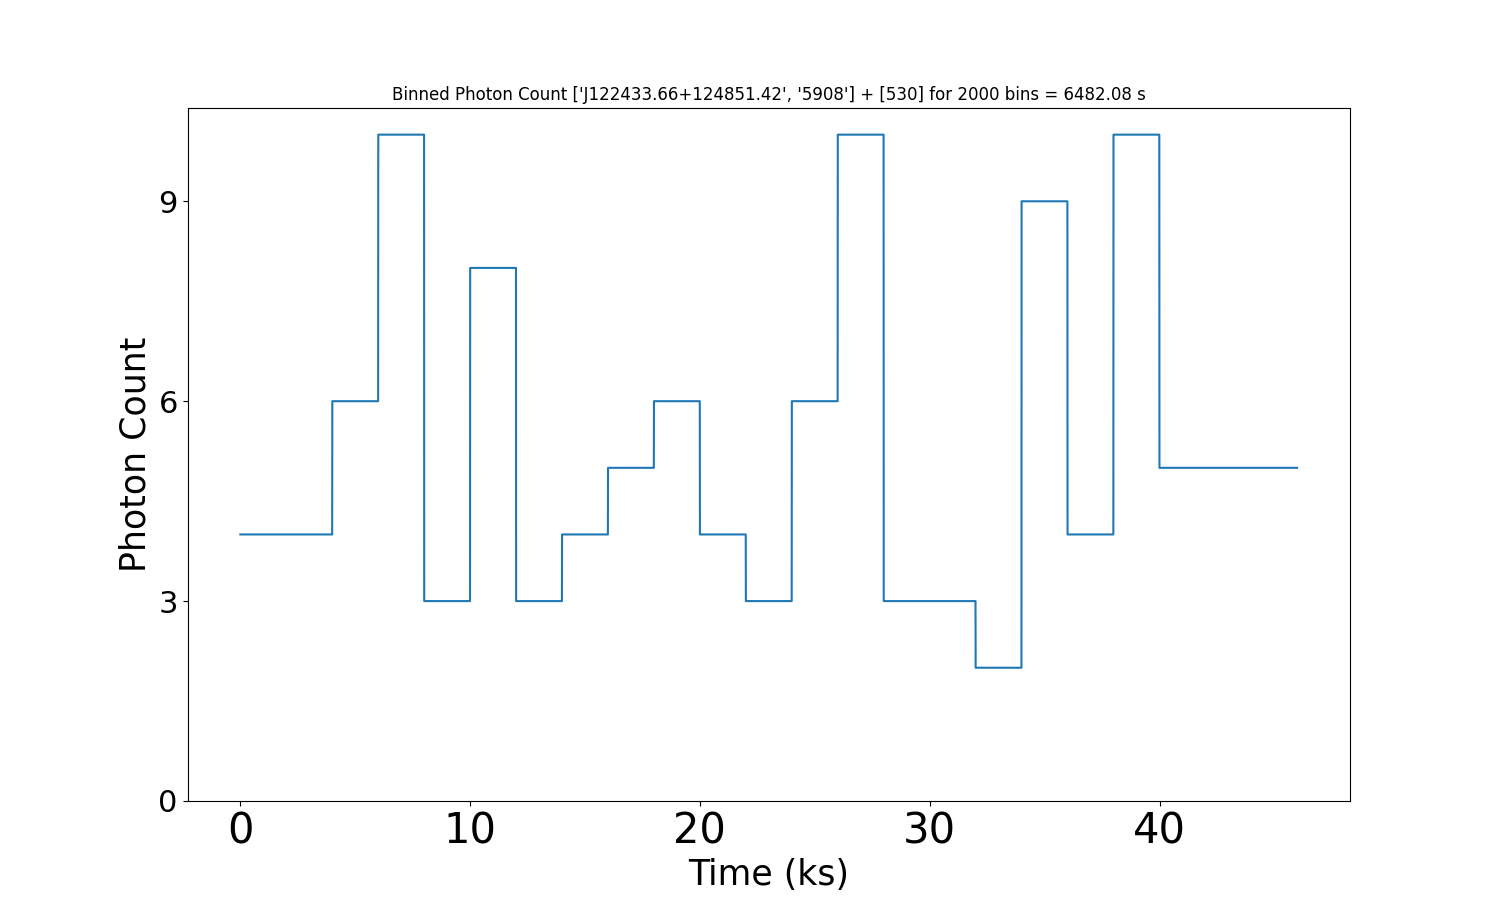 Binned Photon Count ['J122433.66+124851.42', '5908'] + [530] for 2000 bins = 6482.08 s
9
6
3
0
Photon Count
0 10 20 30 40
Time (ks)